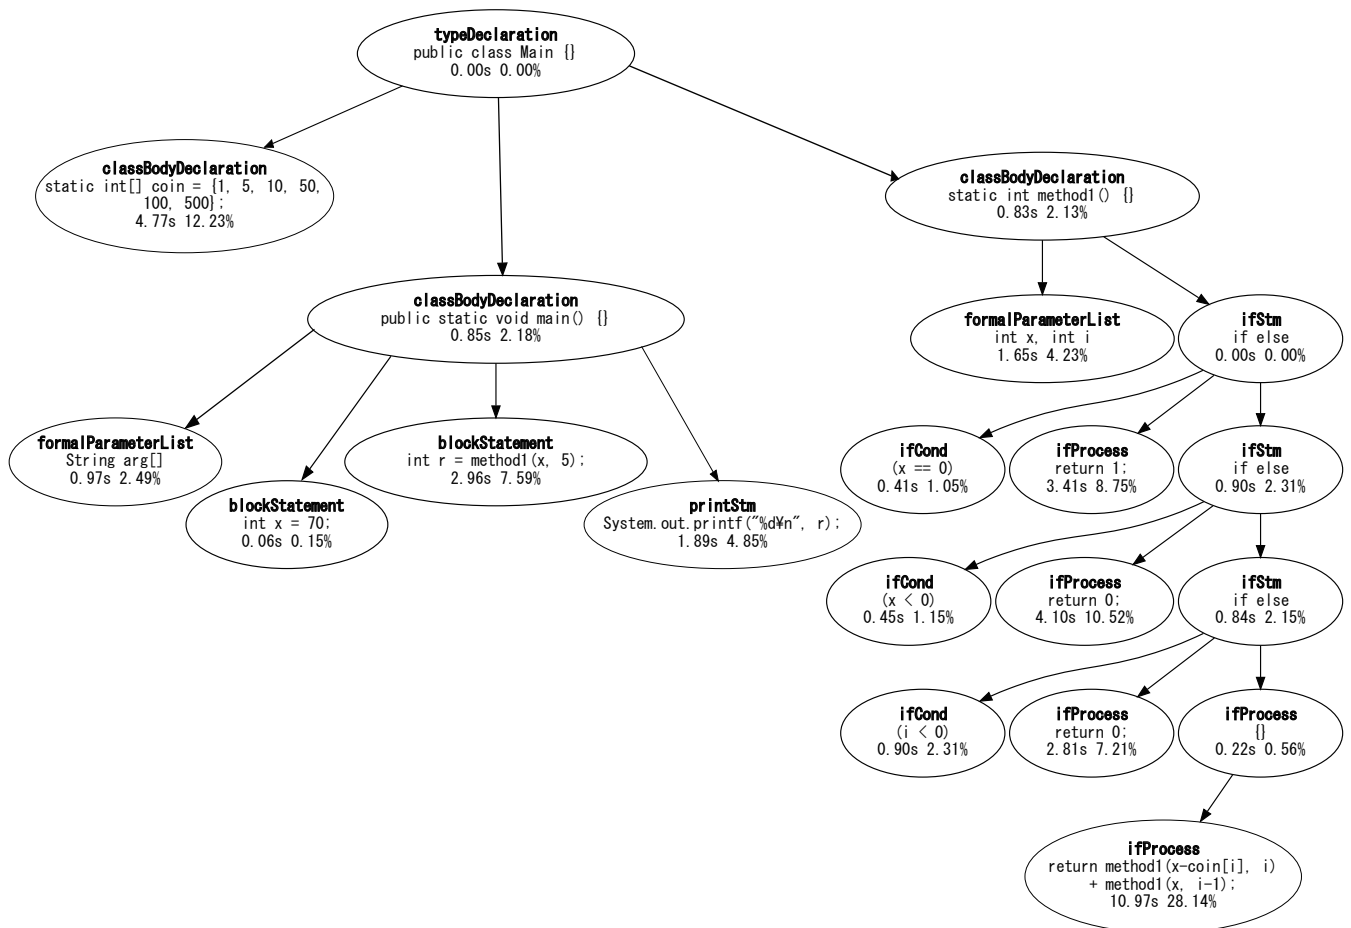 typeDeclaration
public class Main {}
0.00s 0.00%
classBodyDeclaration
static int[] coin = {1, 5, 10, 50,
100, 500};
4.77s 12.23%
classBodyDeclaration
static int method1() {}
0.83s 2.13%
classBodyDeclaration
public static void main() {}
0.85s 2.18%
formalParameterList
int x, int i
1.65s 4.23%
ifStm
if else
0.00s 0.00%
formalParameterList
String arg[]
0.97s 2.49%
blockStatement
int x = 70;
0.06s 0.15%
blockStatement
int r = method1(x, 5);
2.96s 7.59%
printStm
System.out.printf("%d¥n", r);
1.89s 4.85%
ifCond
(x == 0)
0.41s 1.05%
ifProcess
return 1;
3.41s 8.75%
ifStm
if else
0.90s 2.31%
ifCond
(x < 0)
0.45s 1.15%
ifProcess
return 0;
4.10s 10.52%
ifStm
if else
0.84s 2.15%
ifCond
(i < 0)
0.90s 2.31%
ifProcess
return 0;
2.81s 7.21%
ifProcess
{}
0.22s 0.56%
ifProcess
return method1(x-coin[i], i)
+ method1(x, i-1);
10.97s 28.14%